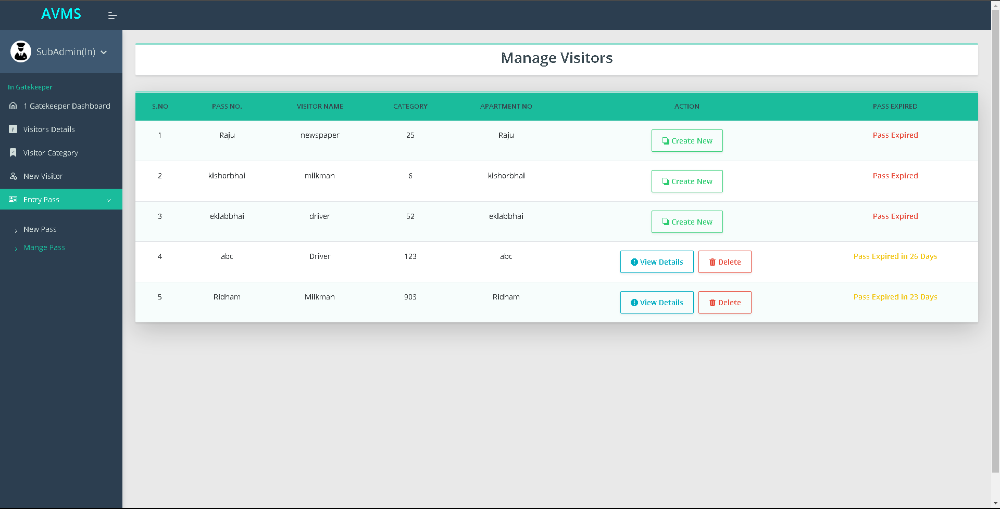 AVMS
SubAdmin(In)
In Gatekeeper
1 Gatekeeper Dashboard
Visitors Details
Visitor Category
New Visitor
Entry Pass
New Pass
Mange Pass
Manage Visitors
S.NO PASS NO. VISITOR NAME CATEGORY APARTMENT NO ACTION PASS EXPIRED
1 Raju newspaper 25 Raju Create New Pass Expired
2 kishorbhai milkman 6 kishorbhai Create New Pass Expired
3 eklabbhai driver 52 eklabbhai Create New Pass Expired
4 abc Driver 123 abc View Details Delete Pass Expired in 26 Days
5 Ridham Milkman 903 Ridham View Details Delete Pass Expired in 23 Days